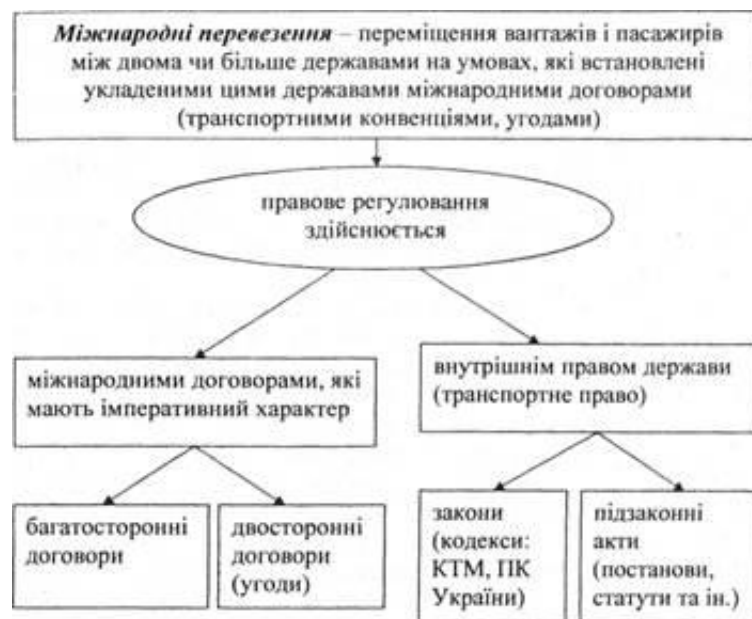 Міжнародні перевезення – переміщення вантажів і пасажирів
між двома чи більше державами на умовах, які встановлені
укладеними цими державами міжнародними договорами
(транспортними конвенціями, угодами)
правове регулювання
здійснюється
міжнародними договорами, які
мають імперативний характер
внутрішнім правом держави
(транспортне право)
багатосторонні
договори
двосторонні
договори
(угоди)
закони
(кодекси:
КТМ, ПК
України)
підзаконні
акти
(постанови,
статути та ін.)